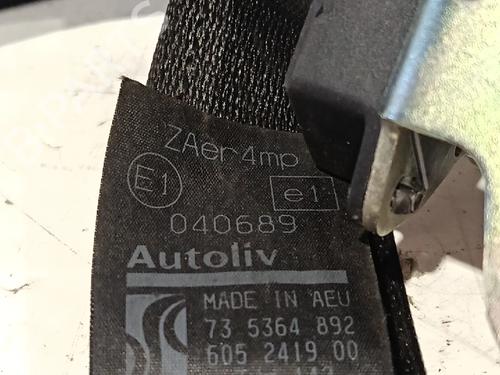 ZAer4mp
E1 e1
040689
Autoliv
MADE IN AEU
73 5364 892
605 2419 00